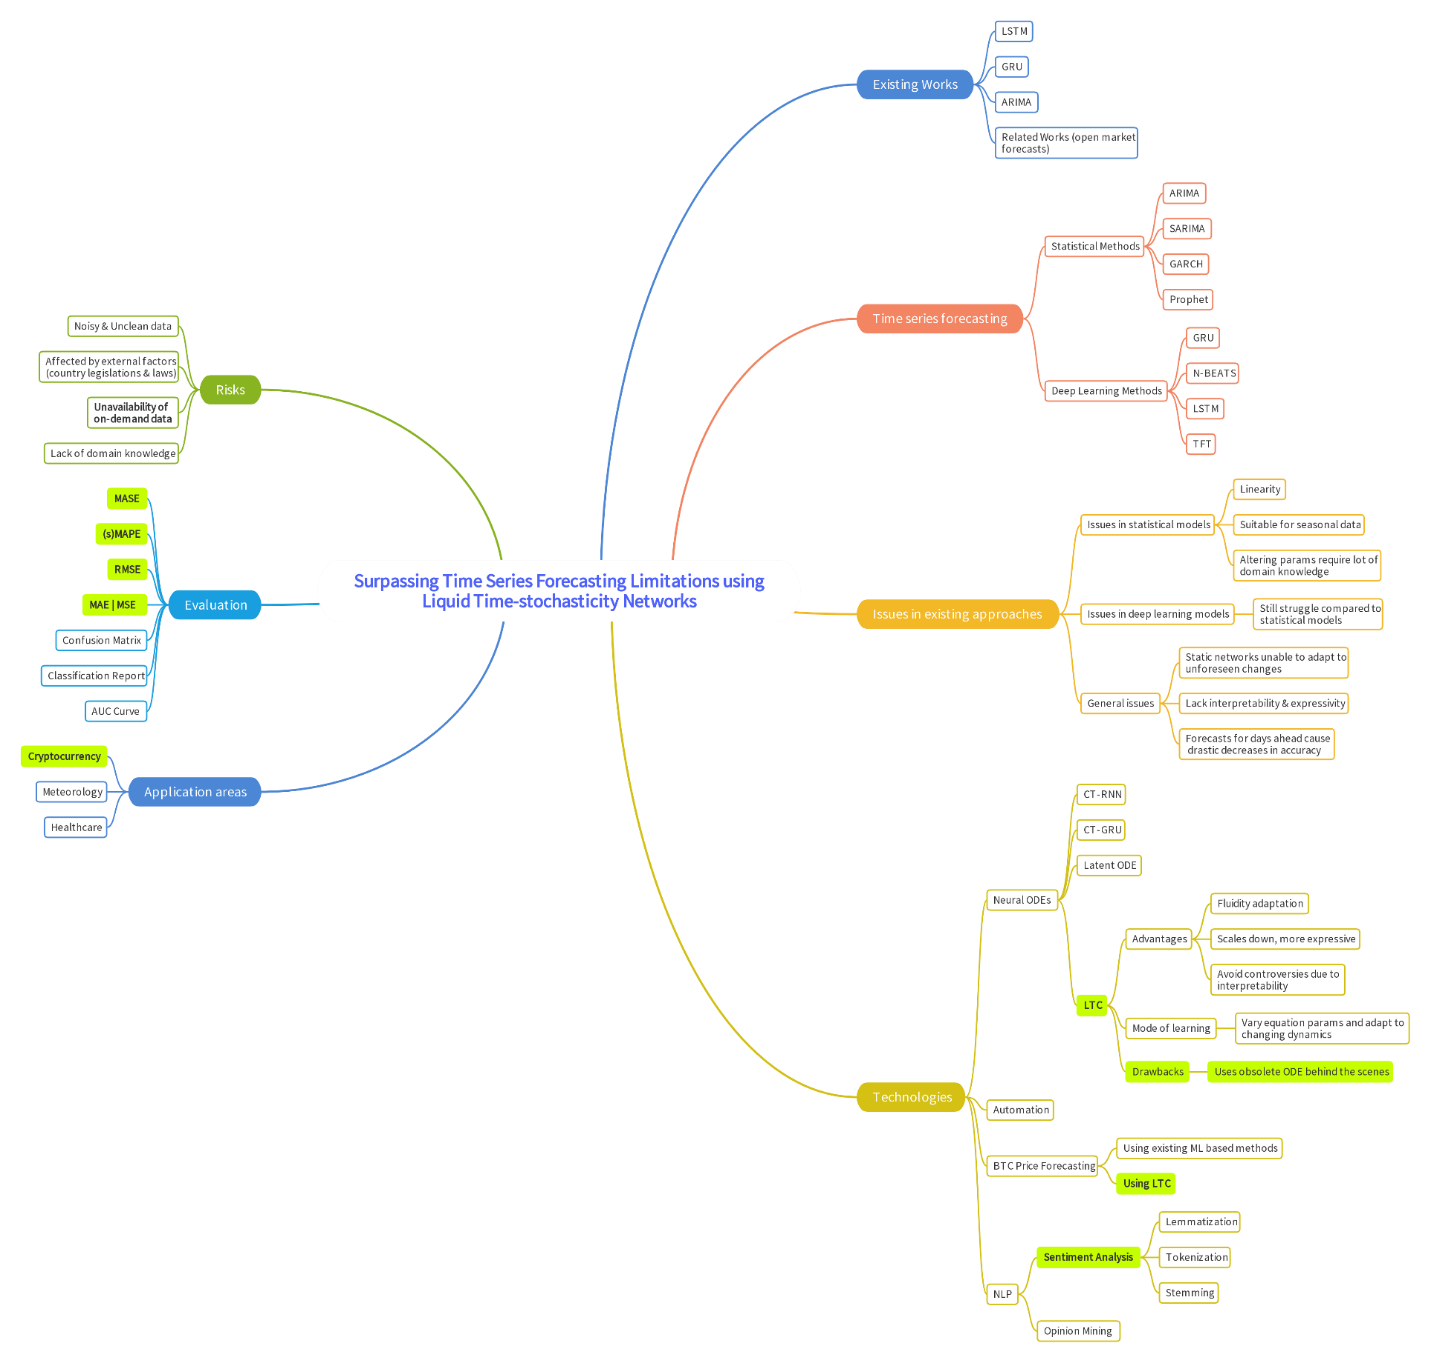 Surpassing Time Series Forecasting Limitations using
Liquid Time-stochasticity Networks
Existing Works
LSTM
GRU
ARIMA
Related Works (open market
forecasts)
Time series forecasting
Statistical Methods
ARIMA
SARIMA
GARCH
Prophet
Deep Learning Methods
GRU
N-BEATS
LSTM
TFT
Issues in existing approaches
Issues in statistical models
Linearity
Suitable for seasonal data
Altering params require lot of
domain knowledge
Issues in deep learning models
Still struggle compared to
statistical models
General issues
Static networks unable to adapt to
unforeseen changes
Lack interpretability & expressivity
Forecasts for days ahead cause
drastic decreases in accuracy
Technologies
Neural ODEs
CT-RNN
CT-GRU
Latent ODE
LTC
Advantages
Fluidity adaptation
Scales down, more expressive
Avoid controversies due to
interpretability
Mode of learning
Vary equation params and adapt to
changing dynamics
Drawbacks
Uses obsolete ODE behind the scenes
Automation
BTC Price Forecasting
Using existing ML based methods
Using LTC
NLP
Sentiment Analysis
Lemmatization
Tokenization
Stemming
Opinion Mining
Risks
Noisy & Unclean data
Affected by external factors
(country legislations & laws)
Unavailability of
on-demand data
Lack of domain knowledge
Evaluation
MASE
(s)MAPE
RMSE
MAE | MSE
Confusion Matrix
Classification Report
AUC Curve
Application areas
Cryptocurrency
Meteorology
Healthcare